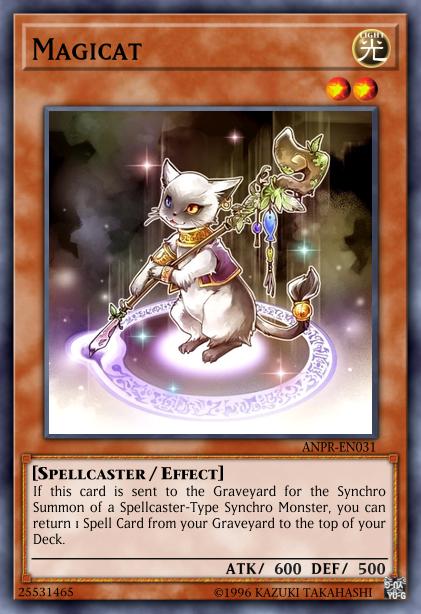 Magicat
LIGHT
光
ANPR-EN031
[Spellcaster / Effect]
If this card is sent to the Graveyard for the Synchro
Summon of a Spellcaster-Type Synchro Monster, you can
return 1 Spell Card from your Graveyard to the top of your
Deck.
ATK/ 600 DEF/ 500
25531465
©1996 KAZUKI TAKAHASHI